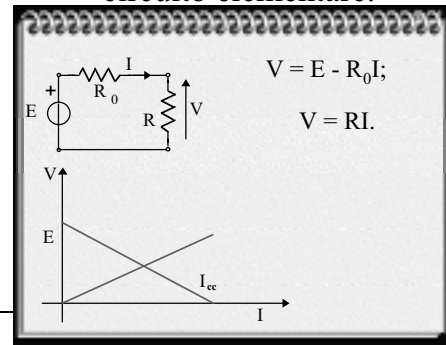 circuito elementare.
I
+
R₀
V = E - R₀I;
E
R
V
V = RI.
V
E
Icc
I